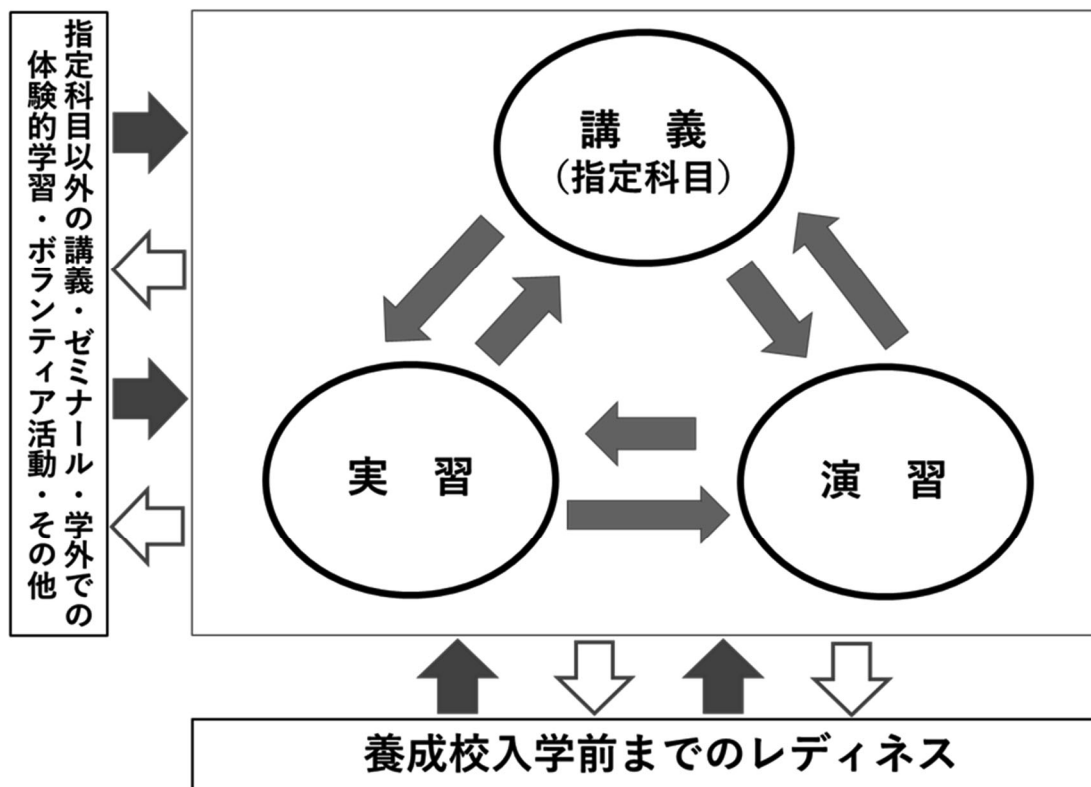 指定科目以外の講義・ゼミナール・学外での
体験的学習・ボランティア活動・その他
講　義
（指定科目）
実　習
演　習
養成校入学前までのレディネス